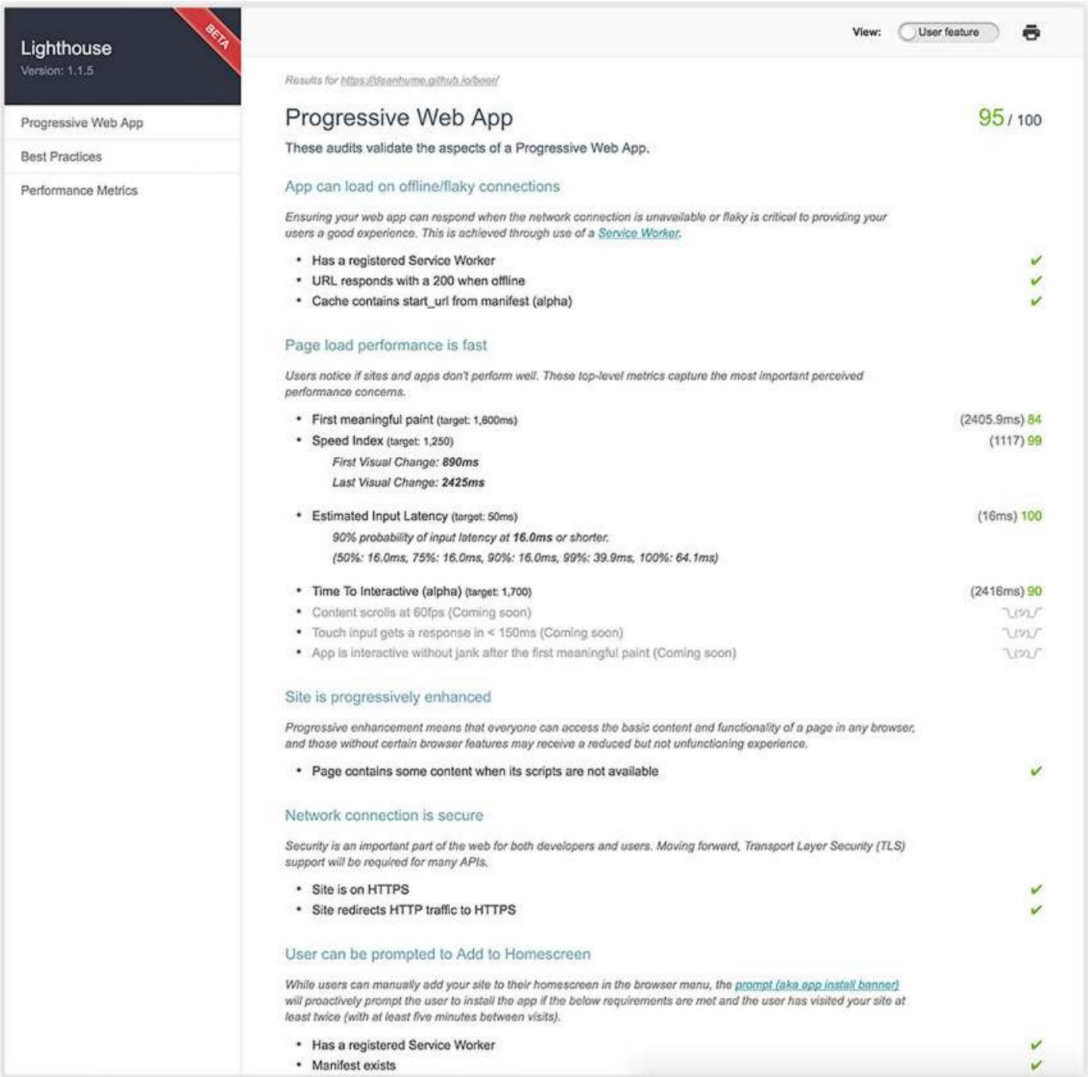 Lighthouse
Version: 1.1.5
BETA
Progressive Web App
Best Practices
Performance Metrics
View: User feature
Results for https://deanhume.github.io/beer/
Progressive Web App 95 / 100
These audits validate the aspects of a Progressive Web App.
App can load on offline/flaky connections
Ensuring your web app can respond when the network connection is unavailable or flaky is critical to providing your
users a good experience. This is achieved through use of a Service Worker.
• Has a registered Service Worker ✔
• URL responds with a 200 when offline ✔
• Cache contains start_url from manifest (alpha) ✔
Page load performance is fast
Users notice if sites and apps don't perform well. These top-level metrics capture the most important perceived
performance concerns.
• First meaningful paint (target: 1,600ms) (2405.9ms) 84
• Speed Index (target: 1,250) (1117) 99
First Visual Change: 890ms
Last Visual Change: 2425ms
• Estimated Input Latency (target: 50ms) (16ms) 100
90% probability of input latency at 16.0ms or shorter.
(50%: 16.0ms, 75%: 16.0ms, 90%: 16.0ms, 99%: 39.9ms, 100%: 64.1ms)
• Time To Interactive (alpha) (target: 1,700) (2416ms) 90
• Content scrolls at 60fps (Coming soon) ¯\_(ツ)_/¯
• Touch input gets a response in < 150ms (Coming soon) ¯\_(ツ)_/¯
• App is interactive without jank after the first meaningful paint (Coming soon) ¯\_(ツ)_/¯
Site is progressively enhanced
Progressive enhancement means that everyone can access the basic content and functionality of a page in any browser,
and those without certain browser features may receive a reduced but not unfunctioning experience.
• Page contains some content when its scripts are not available ✔
Network connection is secure
Security is an important part of the web for both developers and users. Moving forward, Transport Layer Security (TLS)
support will be required for many APIs.
• Site is on HTTPS ✔
• Site redirects HTTP traffic to HTTPS ✔
User can be prompted to Add to Homescreen
While users can manually add your site to their homescreen in the browser menu, the prompt (aka app install banner)
will proactively prompt the user to install the app if the below requirements are met and the user has visited your site at
least twice (with at least five minutes between visits).
• Has a registered Service Worker ✔
• Manifest exists ✔